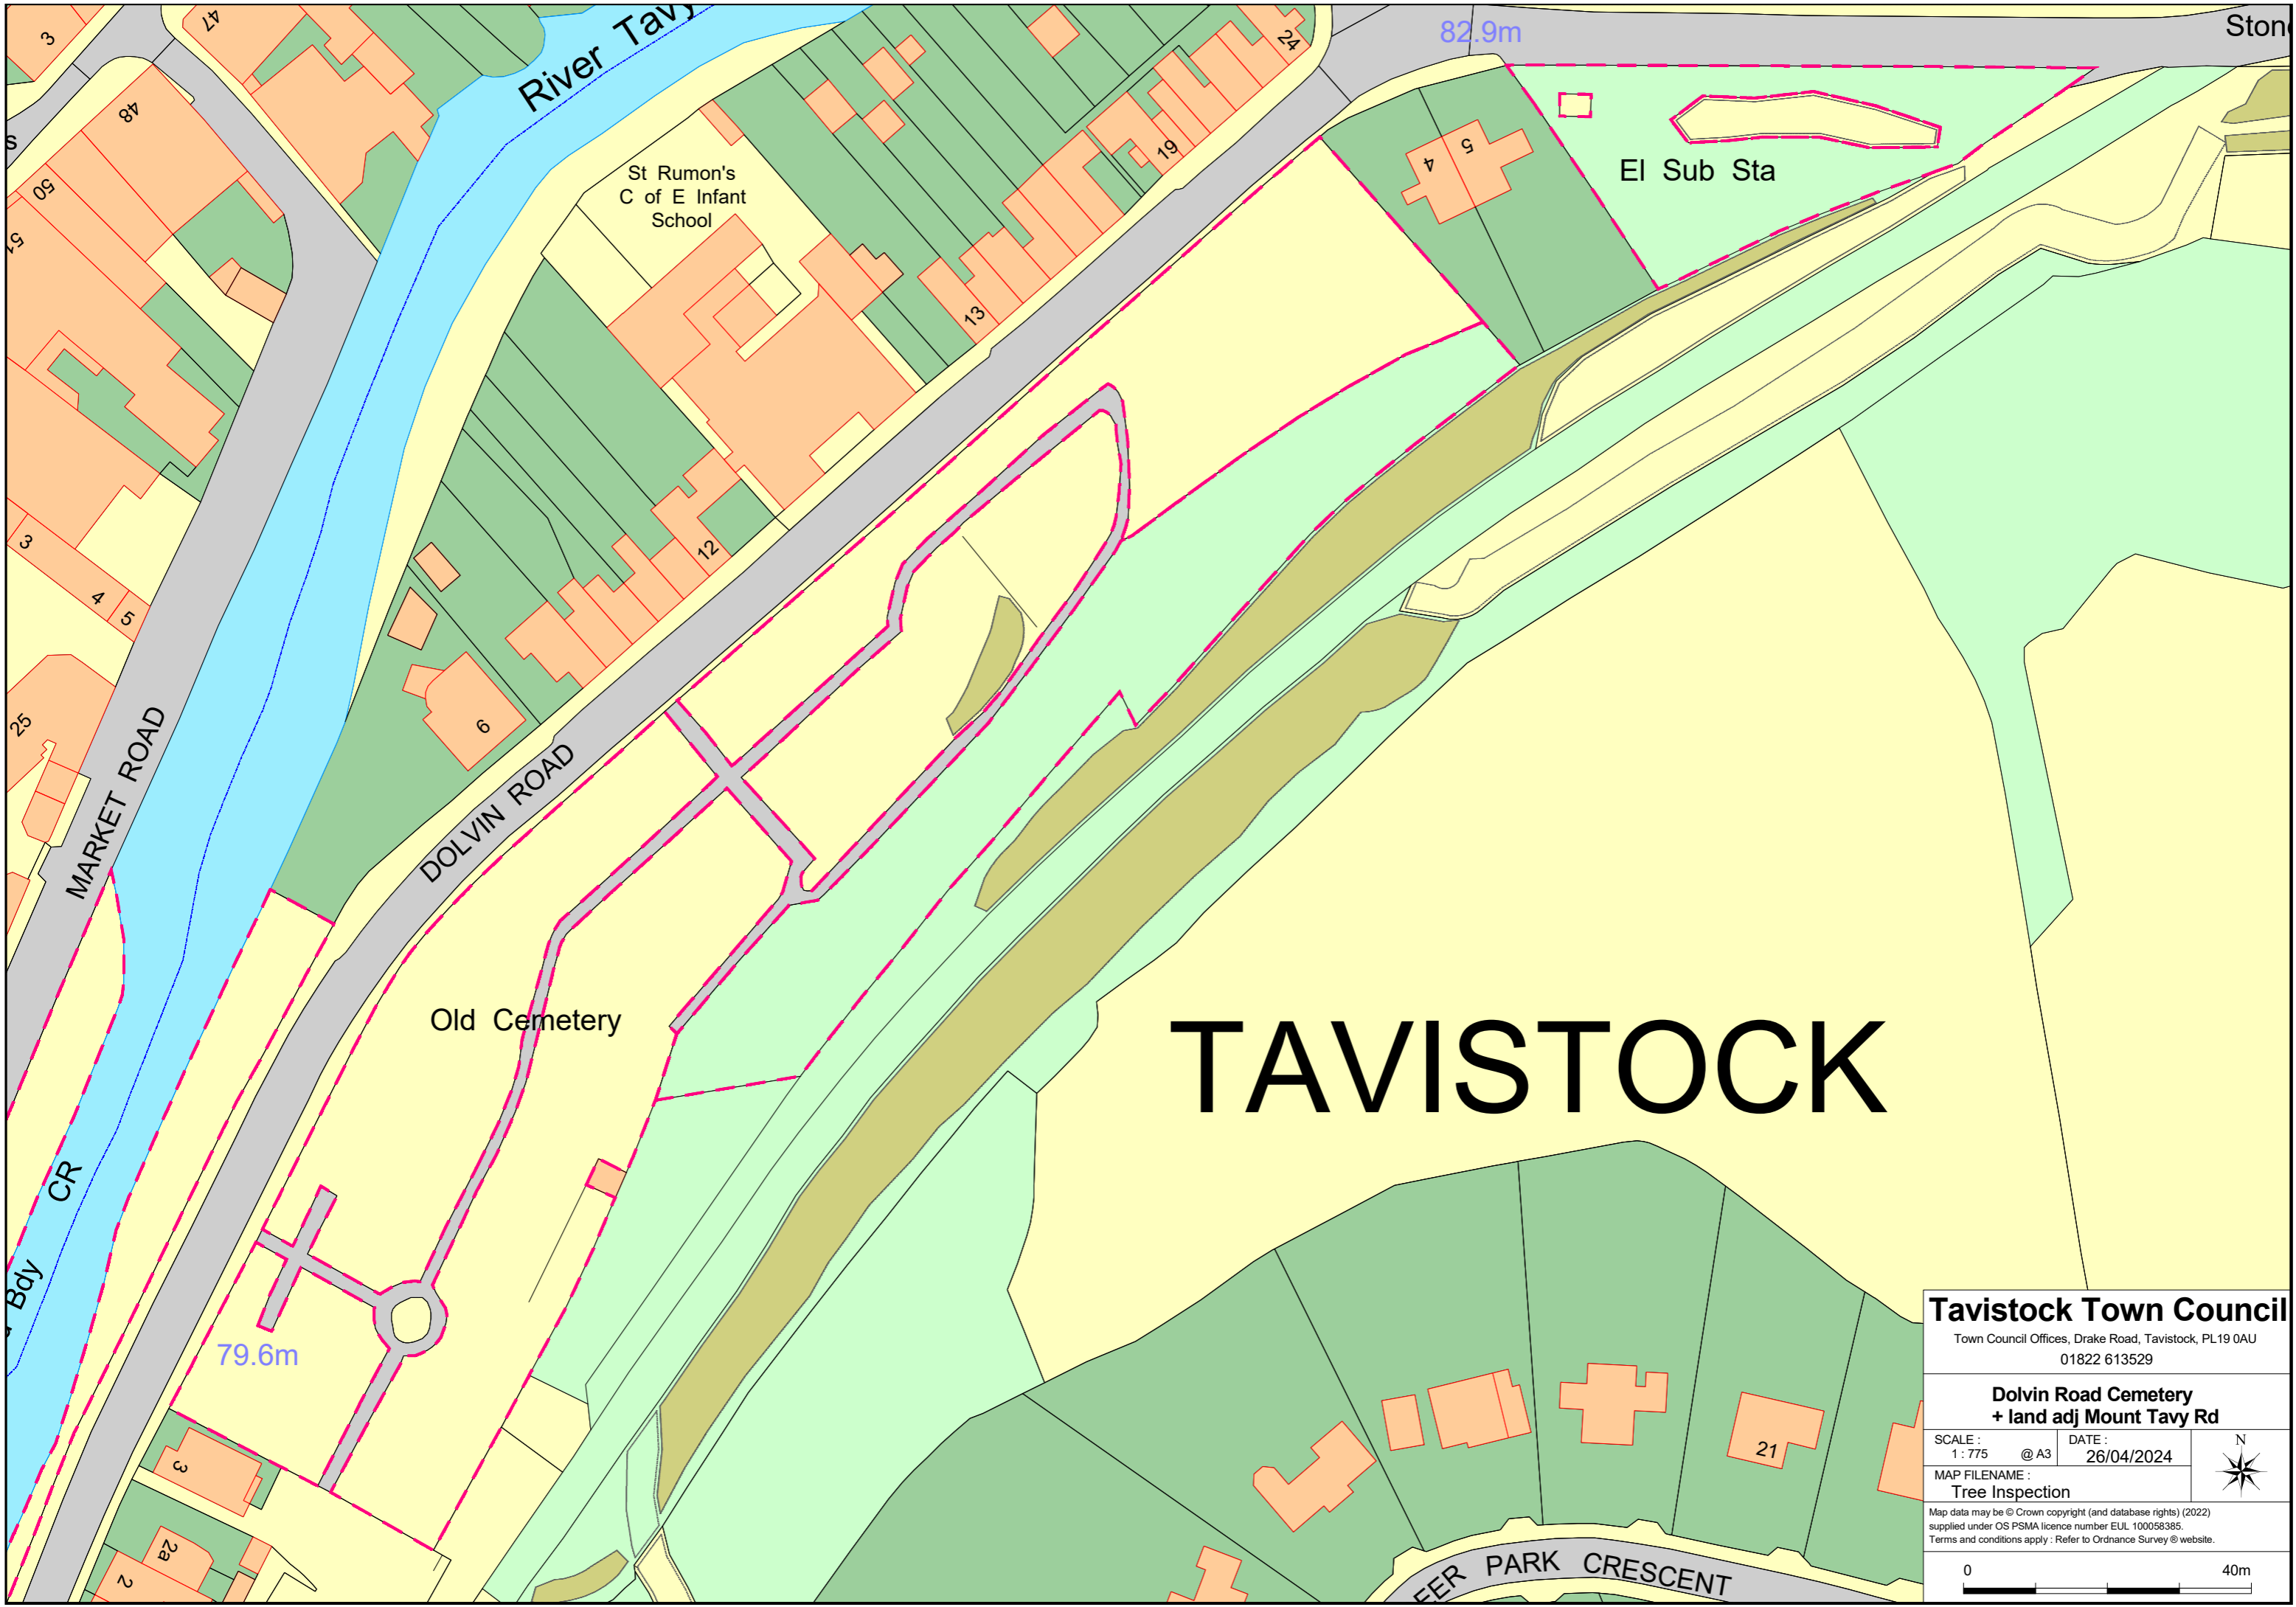 3
47
River Tavy
82.9m
Ston
48
24
s
St Rumon's
C of E Infant
School
19
4
5
El Sub Sta
50
51
13
3
12
4
5
25
6
MARKET ROAD
DOLVIN ROAD
Old Cemetery
TAVISTOCK
CR
Bdy
79.6m
3
2a
2
21
EER PARK CRESCENT
Tavistock Town Council
Town Council Offices, Drake Road, Tavistock, PL19 0AU
01822 613529
Dolvin Road Cemetery
+ land adj Mount Tavy Rd
SCALE :
1 : 775 @ A3
DATE :
26/04/2024
N
MAP FILENAME :
Tree Inspection
Map data may be © Crown copyright (and database rights) (2022)
supplied under OS PSMA licence number EUL 100058385.
Terms and conditions apply : Refer to Ordnance Survey ® website.
0 40m